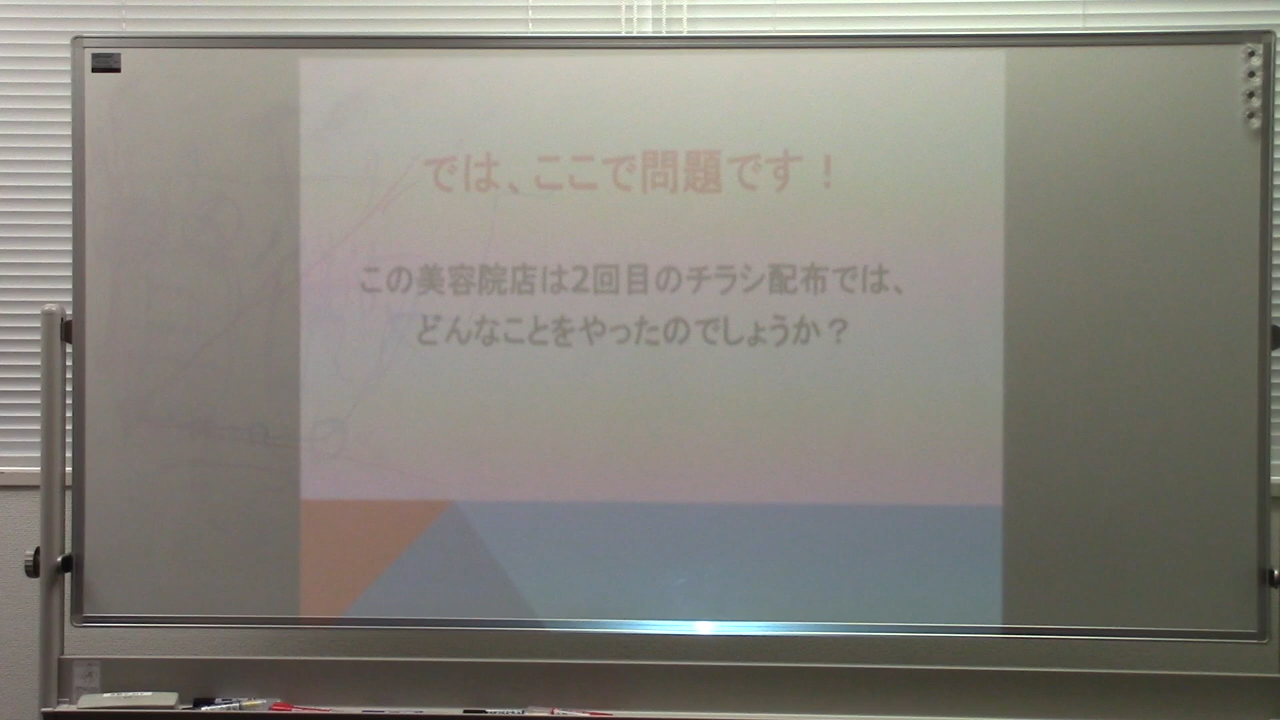 では、ここで問題です！
この美容院店は2回目のチラシ配布では、
どんなことをやったのでしょうか？